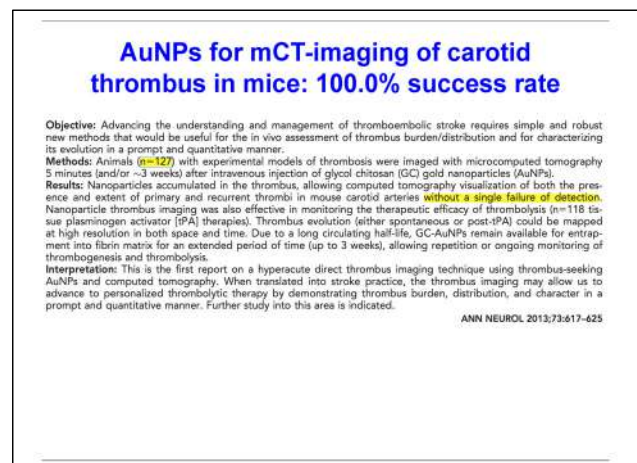 AuNPs for mCT-imaging of carotid
thrombus in mice: 100.0% success rate
Objective: Advancing the understanding and management of thromboembolic stroke requires simple and robust
new methods that would be useful for the in vivo assessment of thrombus burden/distribution and for characterizing
its evolution in a prompt and quantitative manner.
Methods: Animals (n=127) with experimental models of thrombosis were imaged with microcomputed tomography
5 minutes (and/or ~3 weeks) after intravenous injection of glycol chitosan (GC) gold nanoparticles (AuNPs).
Results: Nanoparticles accumulated in the thrombus, allowing computed tomography visualization of both the pres-
ence and extent of primary and recurrent thrombi in mouse carotid arteries without a single failure of detection.
Nanoparticle thrombus imaging was also effective in monitoring the therapeutic efficacy of thrombolysis (n=118 tis-
sue plasminogen activator [tPA] therapies). Thrombus evolution (either spontaneous or post-tPA) could be mapped
at high resolution in both space and time. Due to a long circulating half-life, GC-AuNPs remain available for entrap-
ment into fibrin matrix for an extended period of time (up to 3 weeks), allowing repetition or ongoing monitoring of
thrombogenesis and thrombolysis.
Interpretation: This is the first report on a hyperacute direct thrombus imaging technique using thrombus-seeking
AuNPs and computed tomography. When translated into stroke practice, the thrombus imaging may allow us to
advance to personalized thrombolytic therapy by demonstrating thrombus burden, distribution, and character in a
prompt and quantitative manner. Further study into this area is indicated.
ANN NEUROL 2013;73:617–625